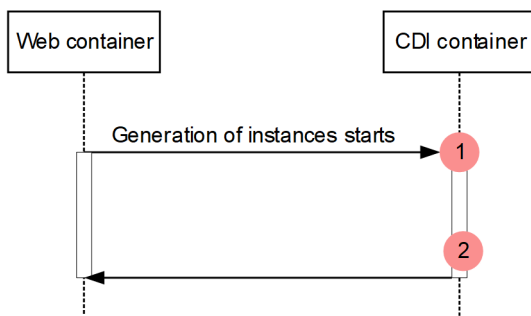 Web container
CDI container
Generation of instances starts
1
2